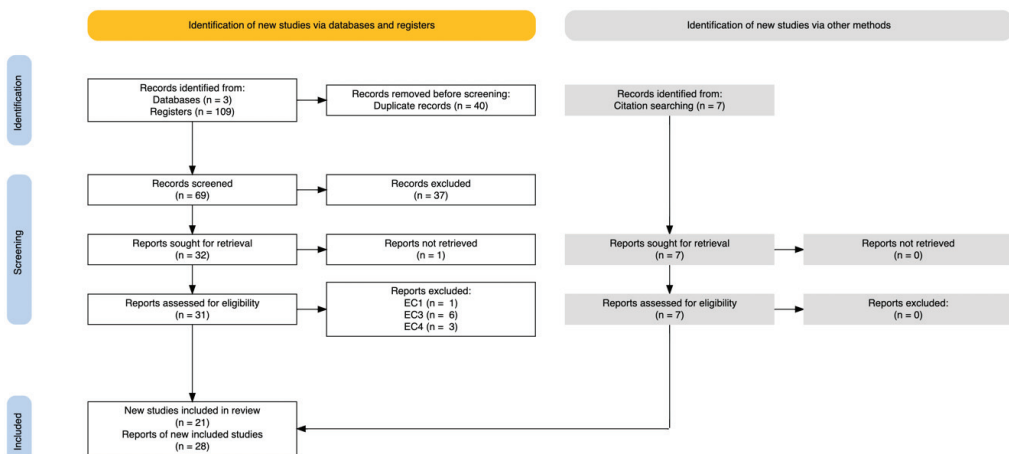 Identification of new studies via databases and registers
Identification of new studies via other methods
Identification
Records identified from:
Databases (n = 3)
Registers (n = 109)
Records removed before screening:
Duplicate records (n = 40)
Records identified from:
Citation searching (n = 7)
Screening
Records screened
(n = 69)
Records excluded
(n = 37)
Reports sought for retrieval
(n = 32)
Reports not retrieved
(n = 1)
Reports sought for retrieval
(n = 7)
Reports not retrieved
(n = 0)
Reports assessed for eligibility
(n = 31)
Reports excluded:
EC1 (n = 1)
EC3 (n = 6)
EC4 (n = 3)
Reports assessed for eligibility
(n = 7)
Reports excluded:
(n = 0)
Included
New studies included in review
(n = 21)
Reports of new included studies
(n = 28)